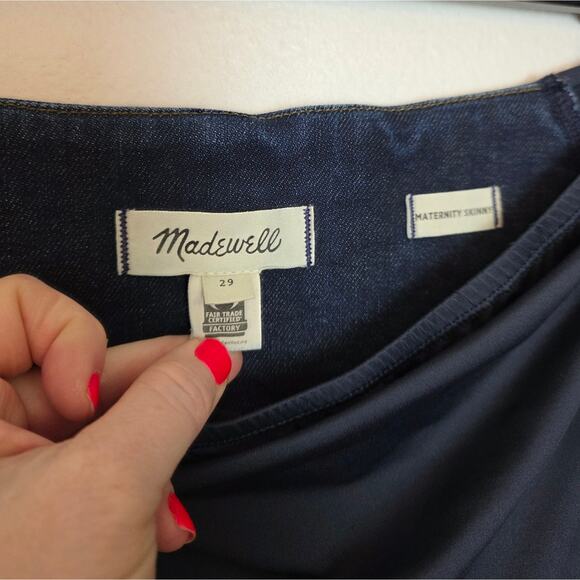 Madewell
MATERNITY SKINNY
29
FAIR TRADE
CERTIFIED
FACTORY